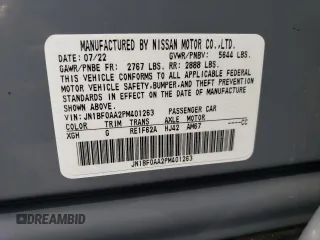 MANUFACTURED BY NISSAN MOTOR CO.,LTD.
DATE: 07/22 GVWR/PNBV: 5644 LBS.
GAWR/PNBE FR: 2767 LBS. RR: 2888 LBS.
THIS VEHICLE CONFORMS TO ALL APPLICABLE FEDERAL
MOTOR VEHICLE SAFETY,BUMPER,AND THEFT PREVENTION
STANDARDS IN EFFECT ON THE DATE OF
MANUFACTURE SHOWN ABOVE.
VIN: JN1BF0AA2PM401263 PASSENGER CAR
COLOR TRIM TRANS AXLE MOTOR CC
XGH G RE1F62A HJ42 AM67
JN1BF0AA2PM401263